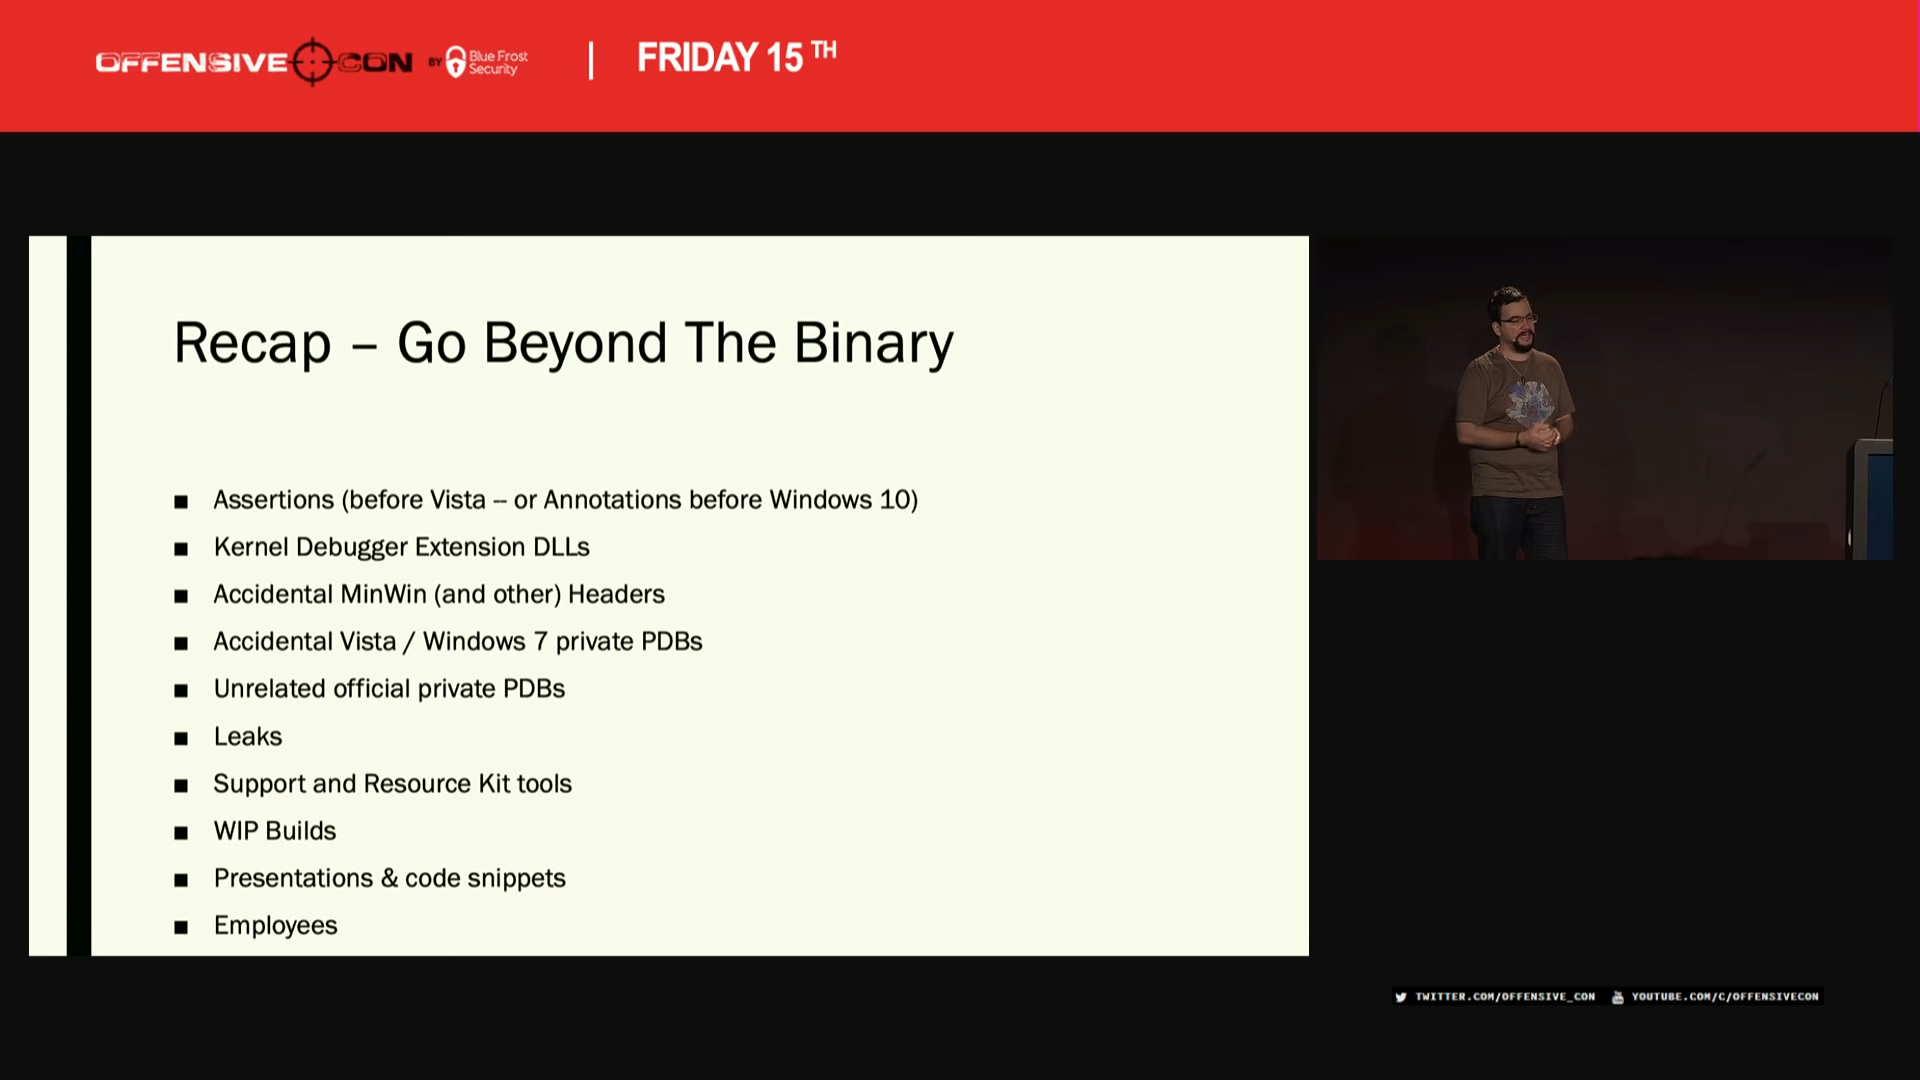 OFFENSIVE CON BY Blue Frost Security
FRIDAY 15 TH
Recap – Go Beyond The Binary
Assertions (before Vista – or Annotations before Windows 10)
Kernel Debugger Extension DLLs
Accidental MinWin (and other) Headers
Accidental Vista / Windows 7 private PDBs
Unrelated official private PDBs
Leaks
Support and Resource Kit tools
WIP Builds
Presentations & code snippets
Employees
TWITTER.COM/OFFENSIVE_CON YOUTUBE.COM/C/OFFENSIVECON